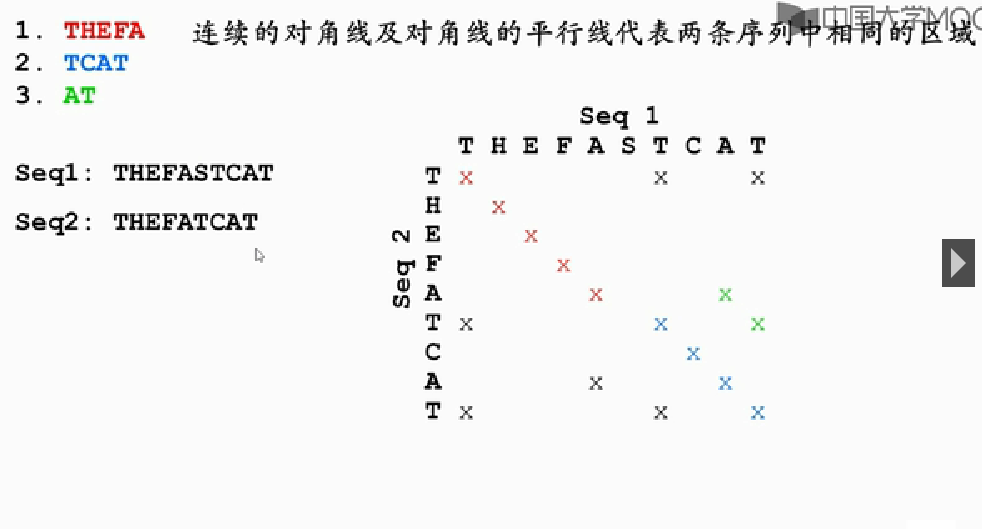 中国大学MOO
1. THEFA 连续的对角线及对角线的平行线代表两条序列中相同的区域
2. TCAT
3. AT
Seq 1
T H E F A S T C A T
Seq1: THEFASTCAT
Seq2: THEFATCAT
Seq 2
T x x x
H x
E x
F x
A x x
T x x x
C x
A x x
T x x x